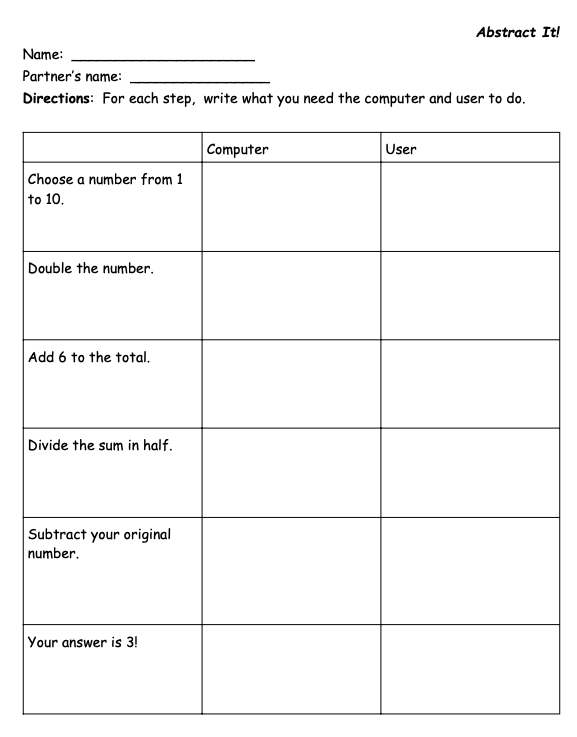 Abstract It!
Name: ______________________
Partner's name: _________________
Directions: For each step, write what you need the computer and user to do.
Computer
User
Choose a number from 1
to 10.
Double the number.
Add 6 to the total.
Divide the sum in half.
Subtract your original
number.
Your answer is 3!